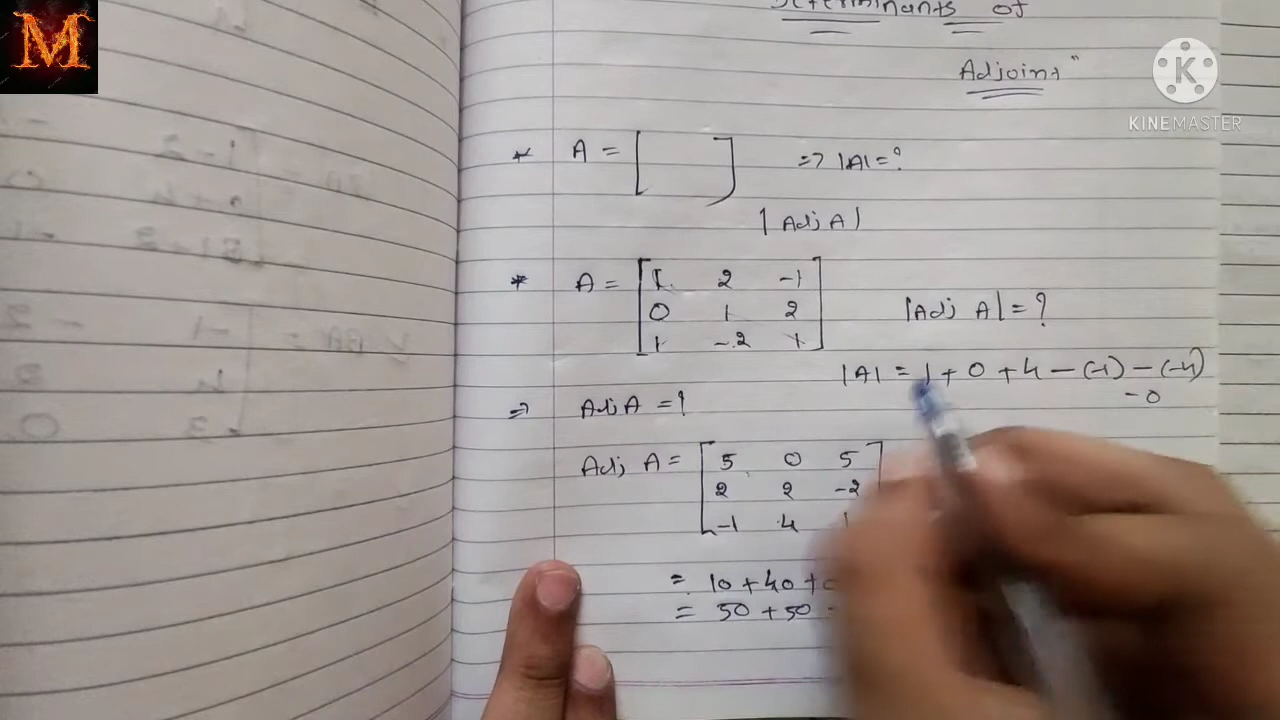 M
Determinants of
Adjoint"
KINEMASTER
* A = [ ] => |A| = ?
| Adj A |
* A = [ 1 2 -1
0 1 2
1 -2 1 ]
|Adj A| = ?
|A| = 1 + 0 + 4 - (-1) - (-4)
- 0
=> Adj A = ?
Adj A = [ 5 0 5 ]
2 2 -2
-1 4 1
= 10 + 40 + 0
= 50 + 50